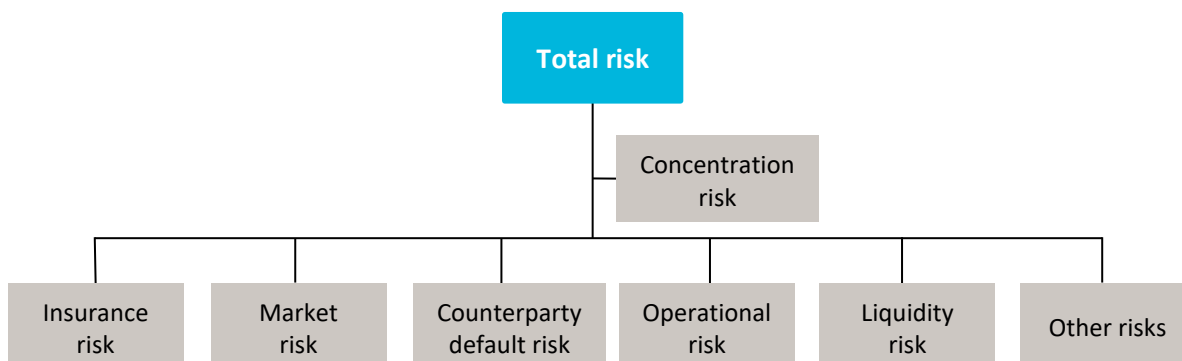 Total risk
Concentration
risk
Insurance
risk
Market
risk
Counterparty
default risk
Operational
risk
Liquidity
risk
Other risks